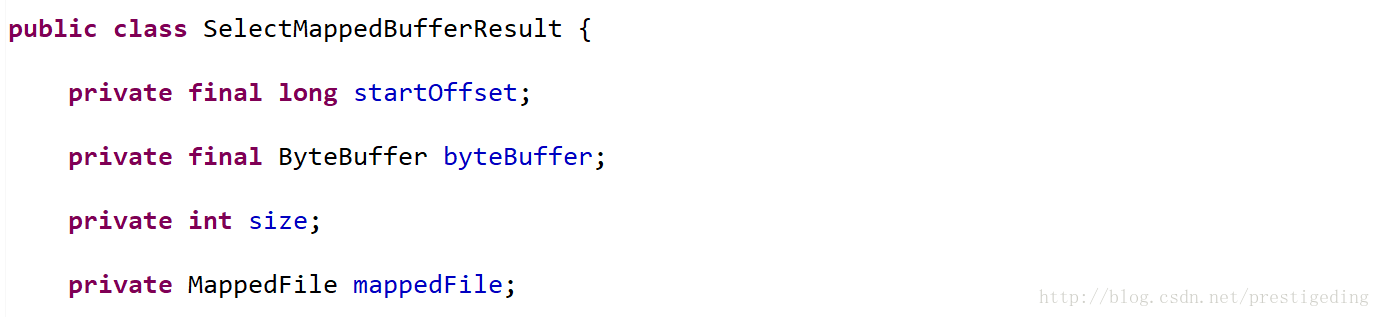 public class SelectMappedBufferResult {
private final long startOffset;
private final ByteBuffer byteBuffer;
private int size;
private MappedFile mappedFile;
http://blog.csdn.net/prestigeding